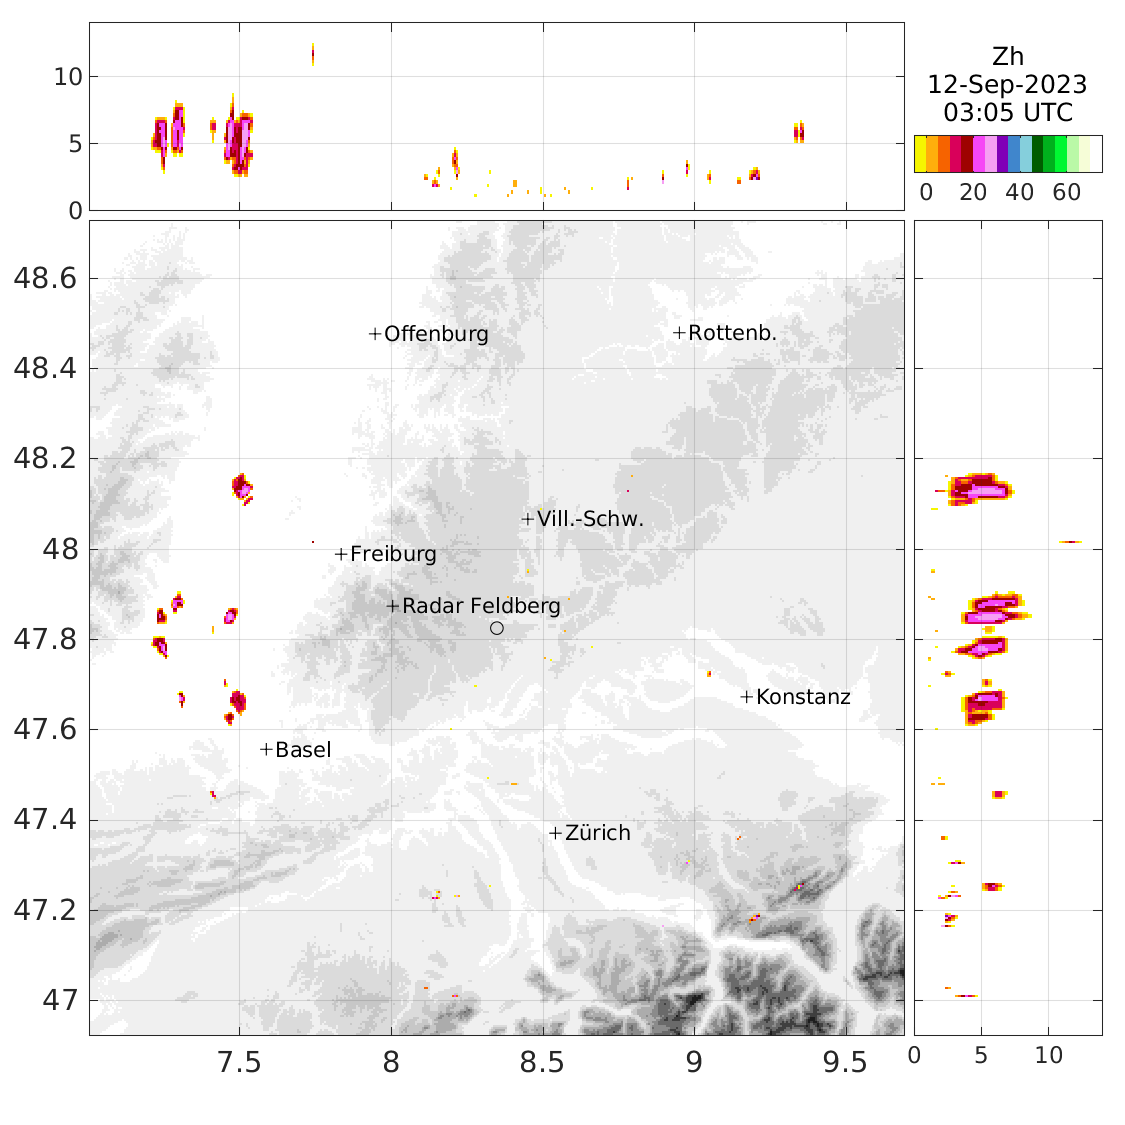 10
5
0
Zh
12-Sep-2023
03:05 UTC
0 20 40 60
48.6
48.4
48.2
48
47.8
47.6
47.4
47.2
47
Offenburg
Rottenb.
Vill.-Schw.
Freiburg
Radar Feldberg
Konstanz
Basel
Zürich
7.5 8 8.5 9 9.5
0 5 10